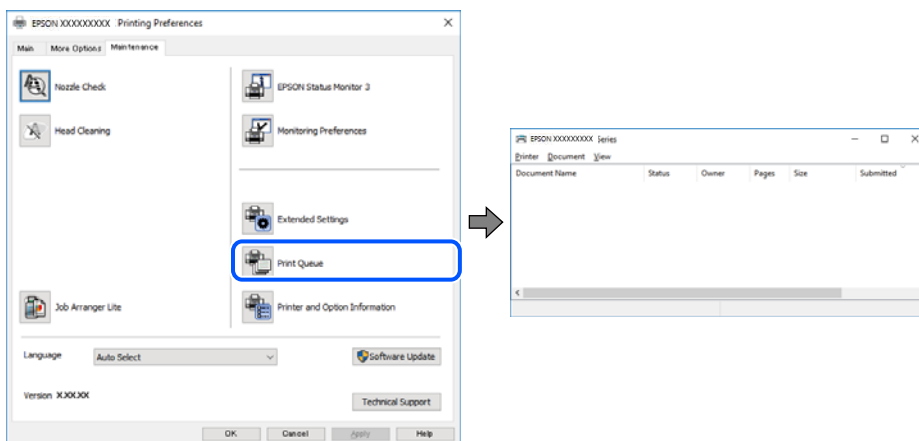 EPSON XXXXXXXXX Printing Preferences
Main More Options Maintenance
Nozzle Check
EPSON Status Monitor 3
Head Cleaning
Monitoring Preferences
Extended Settings
Print Queue
Job Arranger Lite
Printer and Option Information
Language Auto Select Software Update
Version X.XX.XX
Technical Support
OK Cancel Apply Help
EPSON XXXXXXXXX Series
Printer Document View
Document Name Status Owner Pages Size Submitted